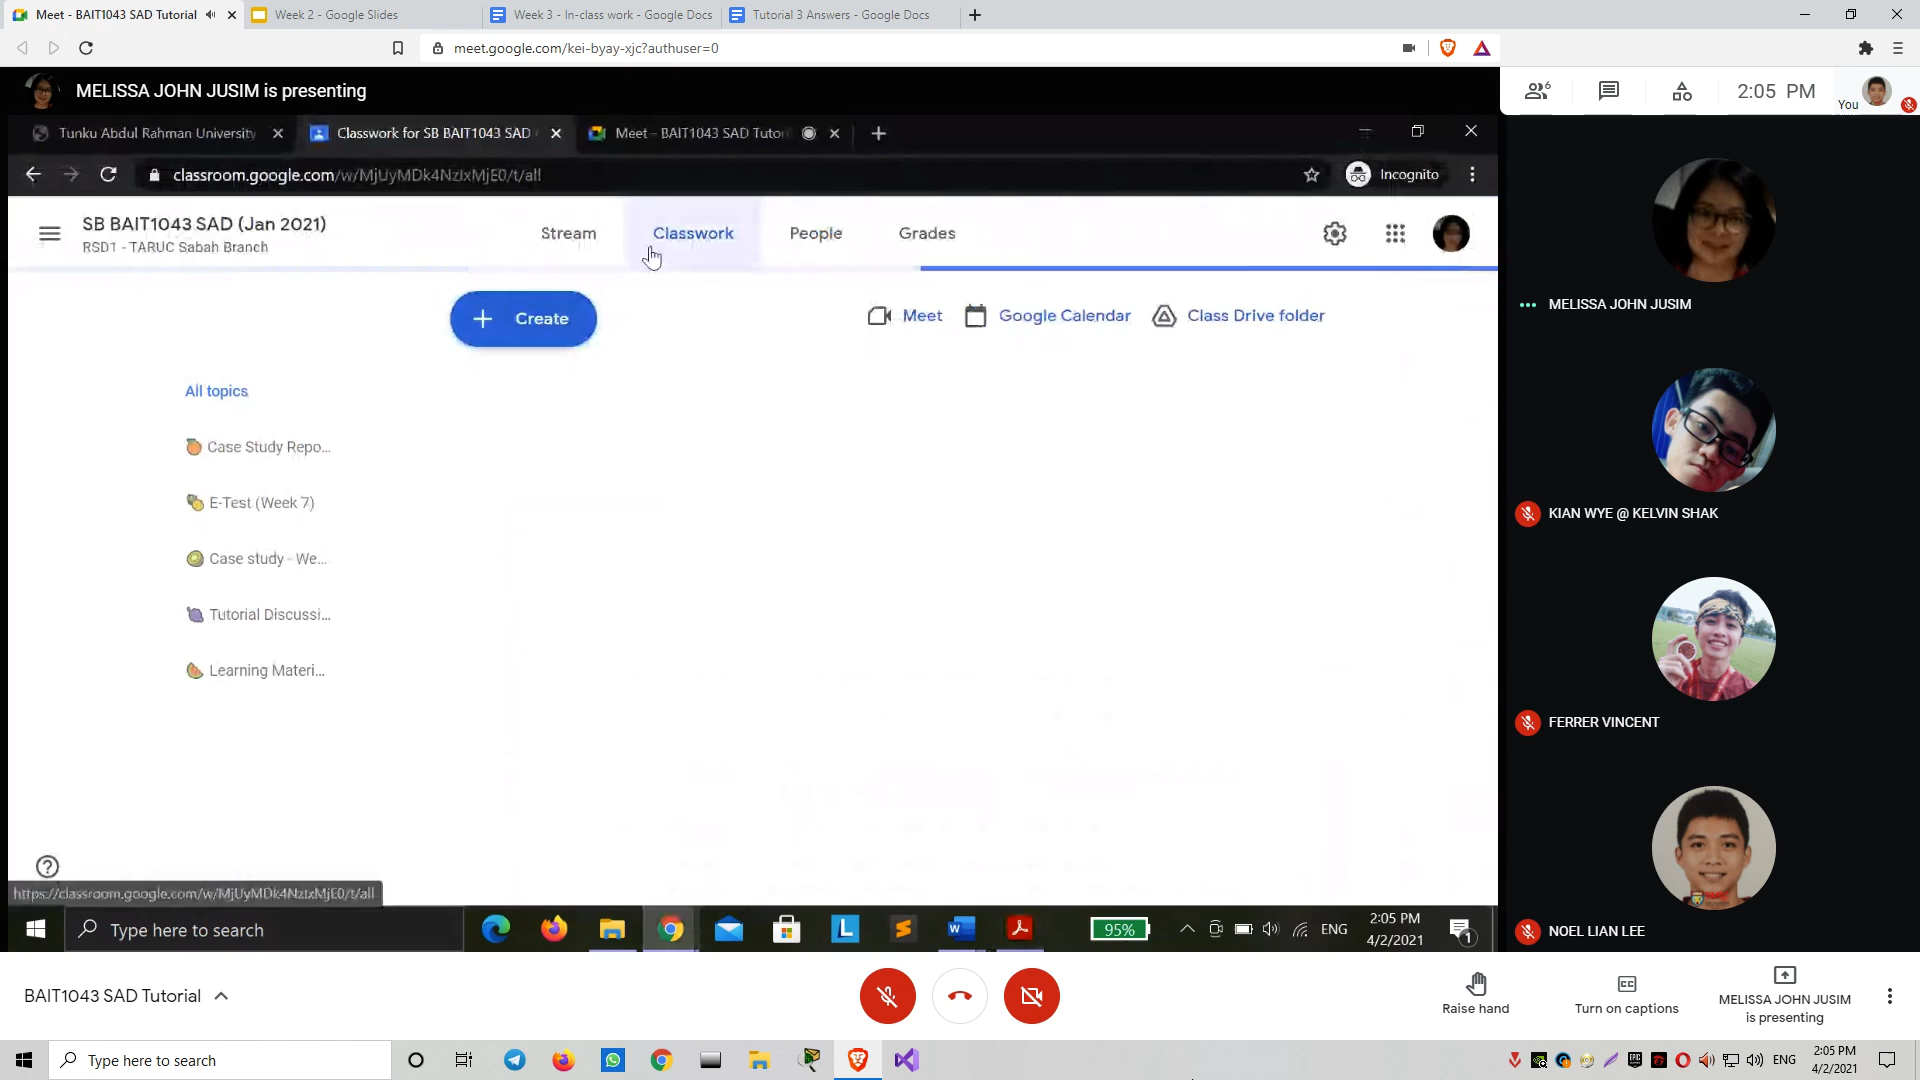 Meet - BAIT1043 SAD Tutorial
Week 2 - Google Slides
Week 3 - In-class work - Google Docs
Tutorial 3 Answers - Google Docs
meet.google.com/kei-byay-xjc?authuser=0
MELISSA JOHN JUSIM is presenting
2:05 PM
You
6
Tunku Abdul Rahman University
Classwork for SB BAIT1043 SAD
Meet – BAIT1043 SAD Tutor
classroom.google.com/w/MjUyMDk4NzIxMjE0/t/all
Incognito
SB BAIT1043 SAD (Jan 2021)
RSD1 - TARUC Sabah Branch
Stream
Classwork
People
Grades
Create
Meet
Google Calendar
Class Drive folder
All topics
Case Study Repo...
E-Test (Week 7)
Case study - We...
Tutorial Discussi...
Learning Materi...
https://classroom.google.com/w/MjUyMDk4NzIxMjE0/t/all
Type here to search
95%
ENG
2:05 PM
4/2/2021
1
MELISSA JOHN JUSIM
KIAN WYE @ KELVIN SHAK
FERRER VINCENT
NOEL LIAN LEE
BAIT1043 SAD Tutorial
Raise hand
Turn on captions
MELISSA JOHN JUSIM
is presenting
Type here to search
ENG
2:05 PM
4/2/2021